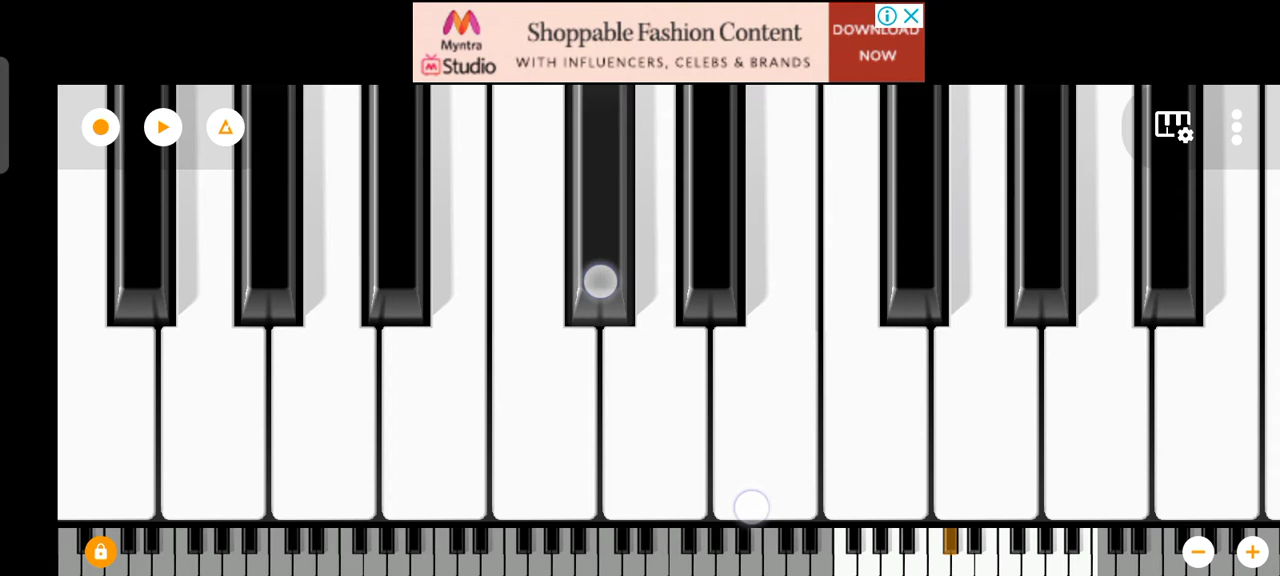 Myntra
Studio
Shoppable Fashion Content
WITH INFLUENCERS, CELEBS & BRANDS
DOWNLOAD
NOW